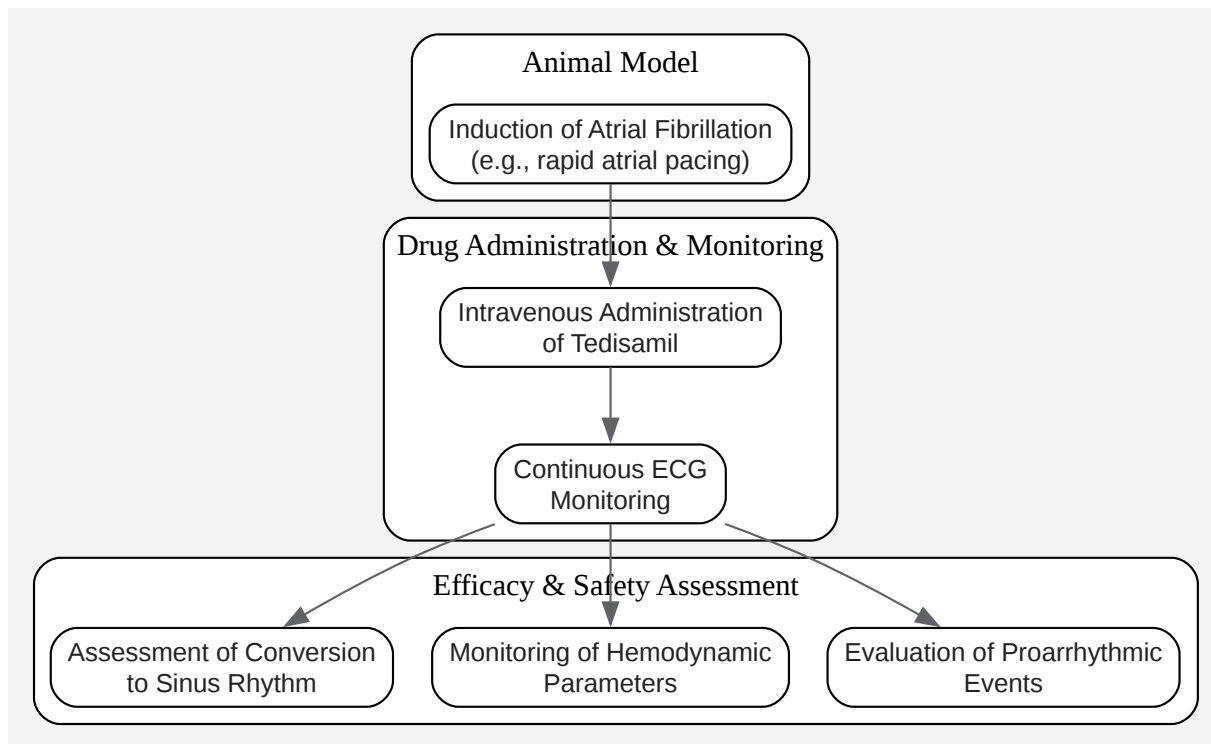 Animal Model
Induction of Atrial Fibrillation
(e.g., rapid atrial pacing)
Drug Administration & Monitoring
Intravenous Administration
of Tedisamil
Continuous ECG
Monitoring
Efficacy & Safety Assessment
Assessment of Conversion
to Sinus Rhythm
Monitoring of Hemodynamic
Parameters
Evaluation of Proarrhythmic
Events